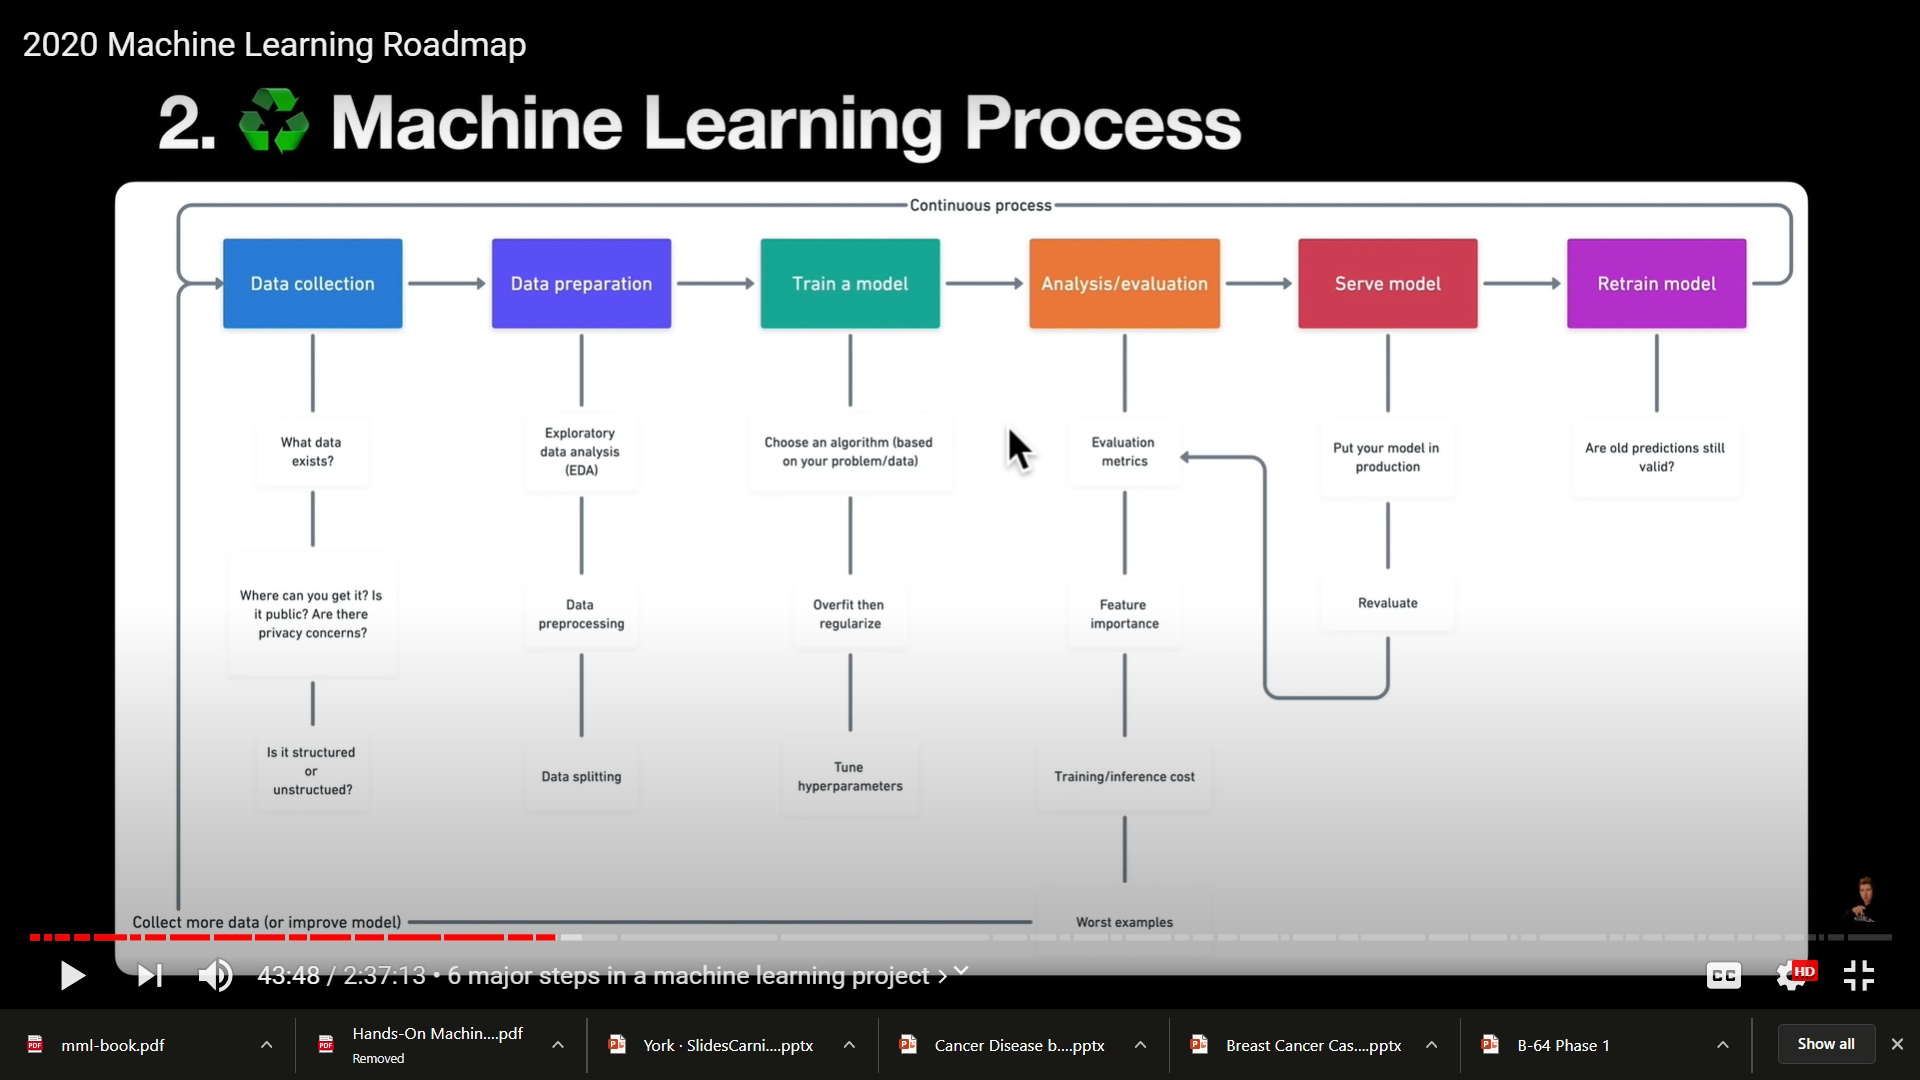 2020 Machine Learning Roadmap
2. ♻ Machine Learning Process
Continuous process
Data collection
Data preparation
Train a model
Analysis/evaluation
Serve model
Retrain model
What data
exists?
Where can you get it? Is
it public? Are there
privacy concerns?
Is it structured
or
unstructued?
Exploratory
data analysis
(EDA)
Data
preprocessing
Data splitting
Choose an algorithm (based
on your problem/data)
Overfit then
regularize
Tune
hyperparameters
Evaluation
metrics
Feature
importance
Training/inference cost
Worst examples
Put your model in
production
Revaluate
Are old predictions still
valid?
Collect more data (or improve model)
43:48 / 2:37:13 • 6 major steps in a machine learning project
CC
HD
PDF
mml-book.pdf
PDF
Hands-On Machin....pdf
Removed
York · SlidesCarni....pptx
Cancer Disease b....pptx
Breast Cancer Cas....pptx
B-64 Phase 1
Show all